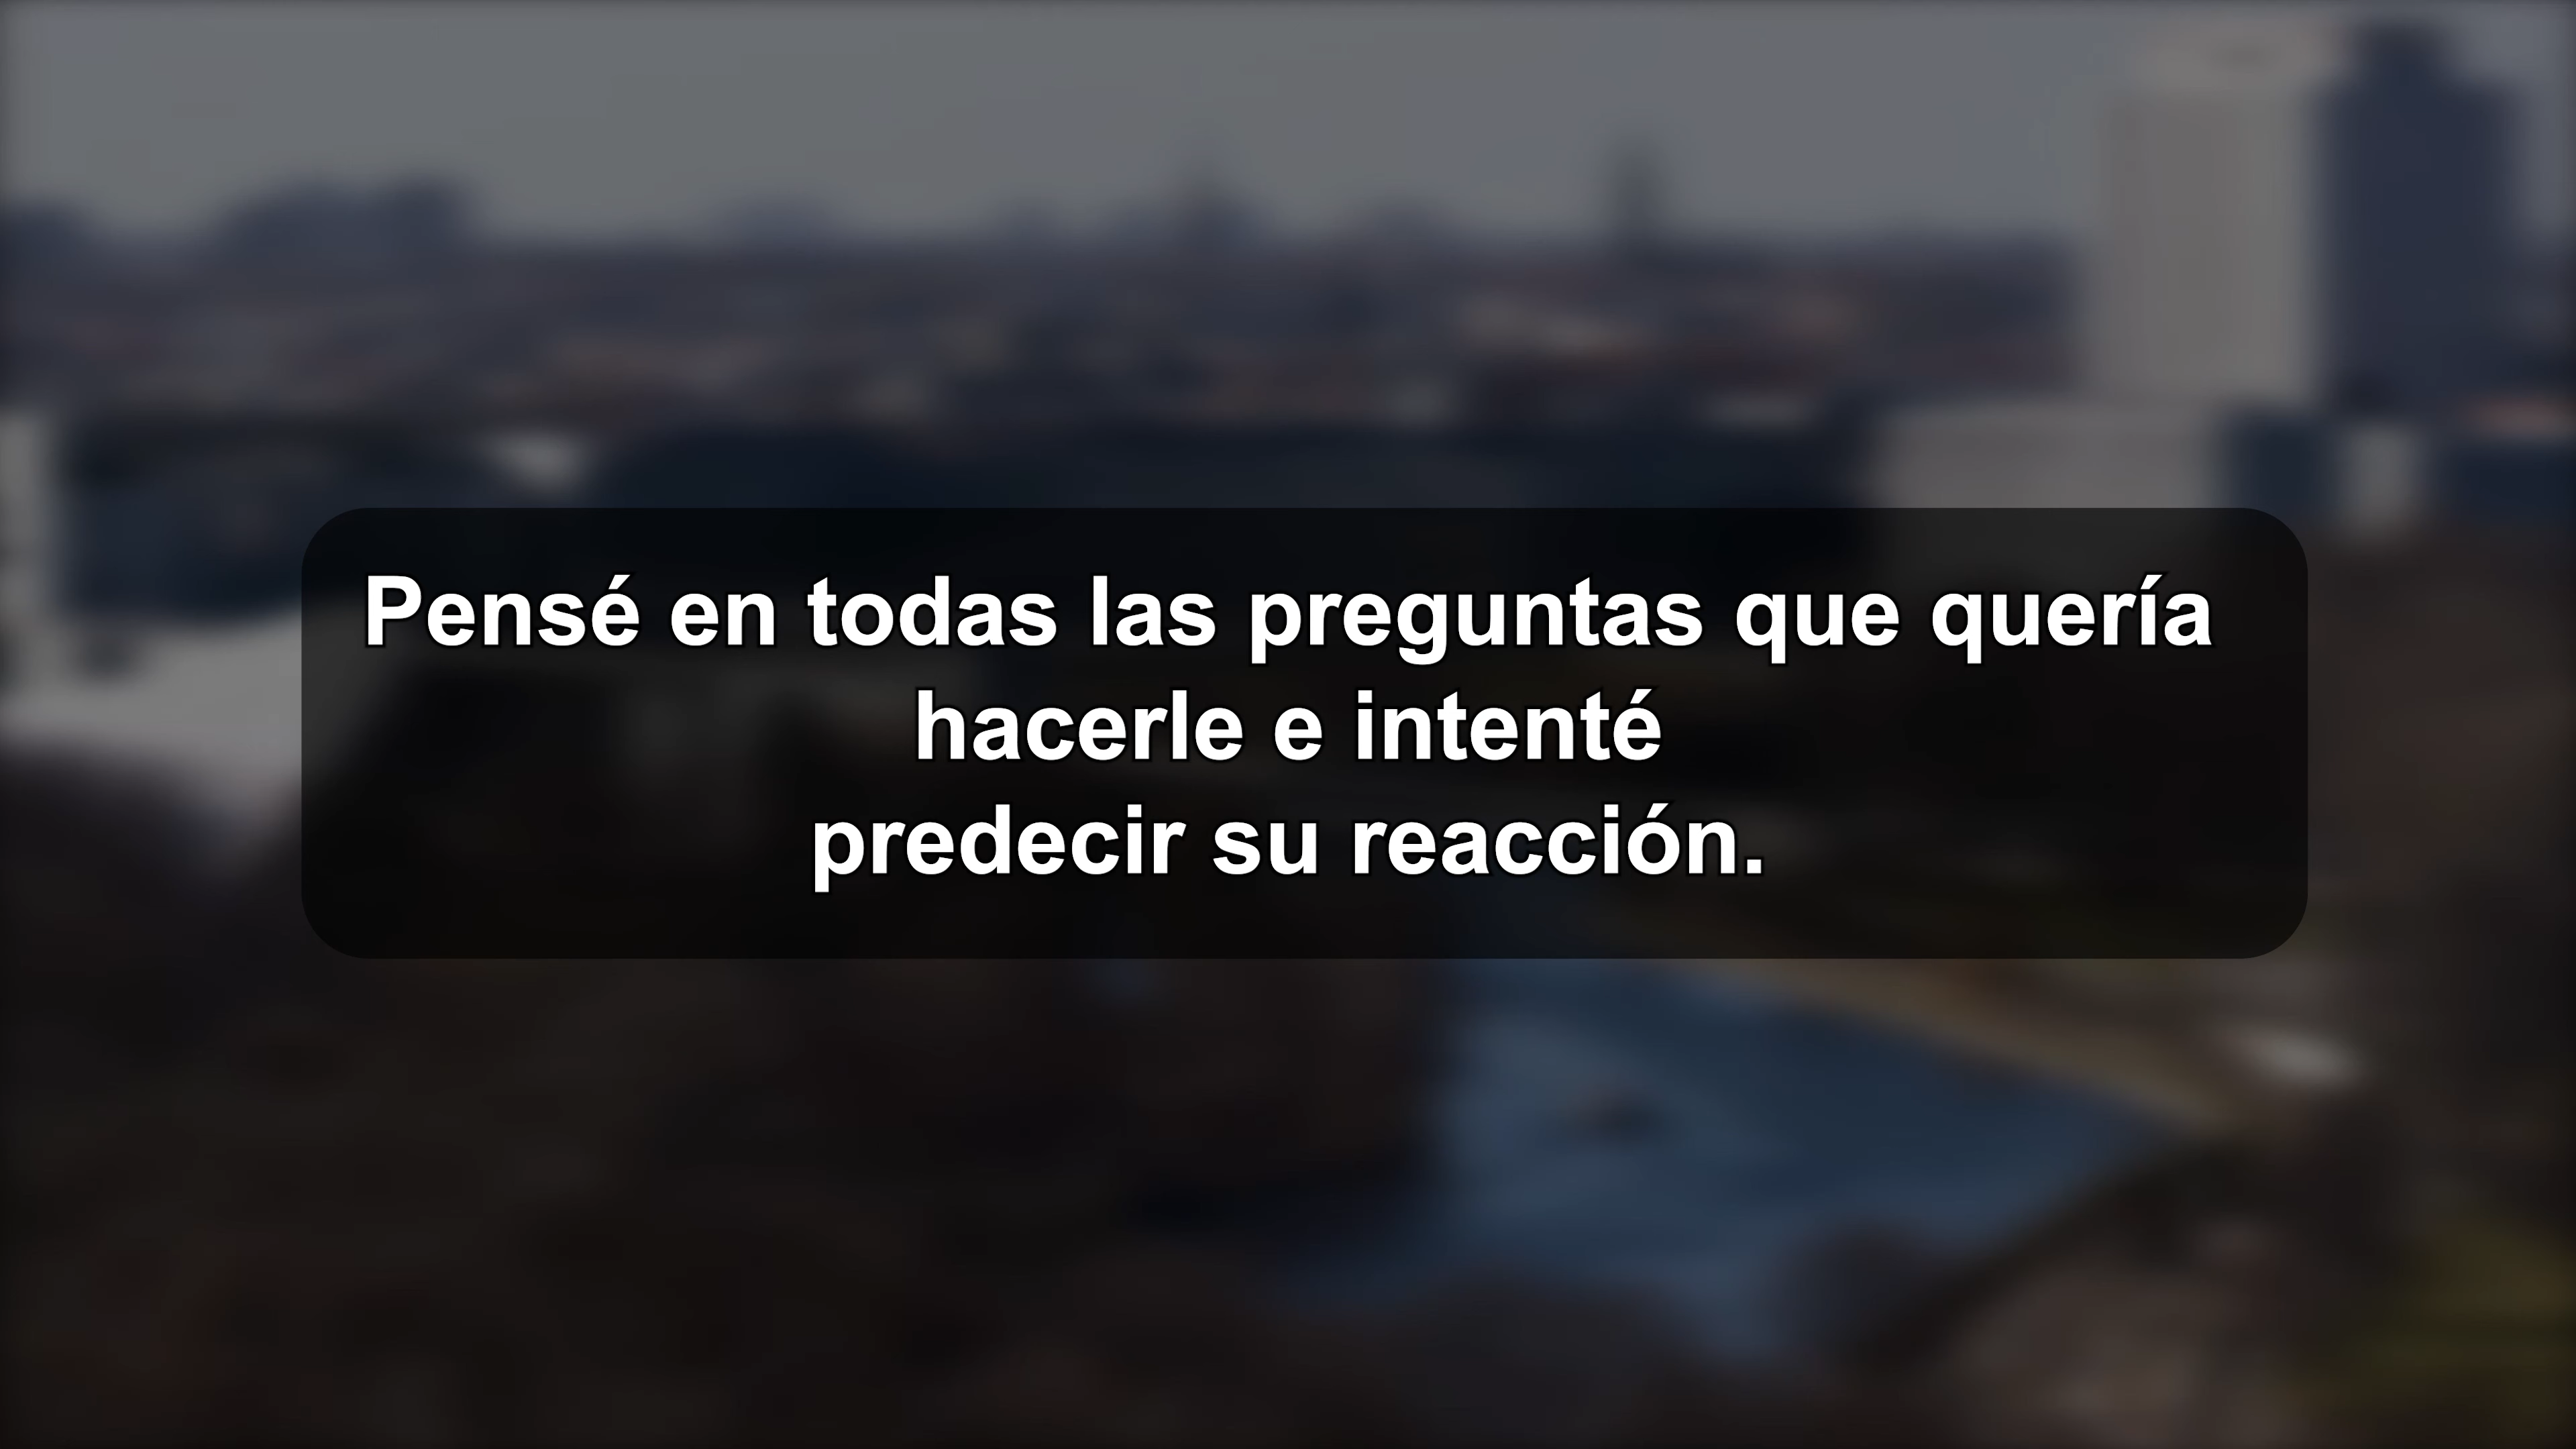 Pensé en todas las preguntas que quería
hacerle e intenté
predecir su reacción.